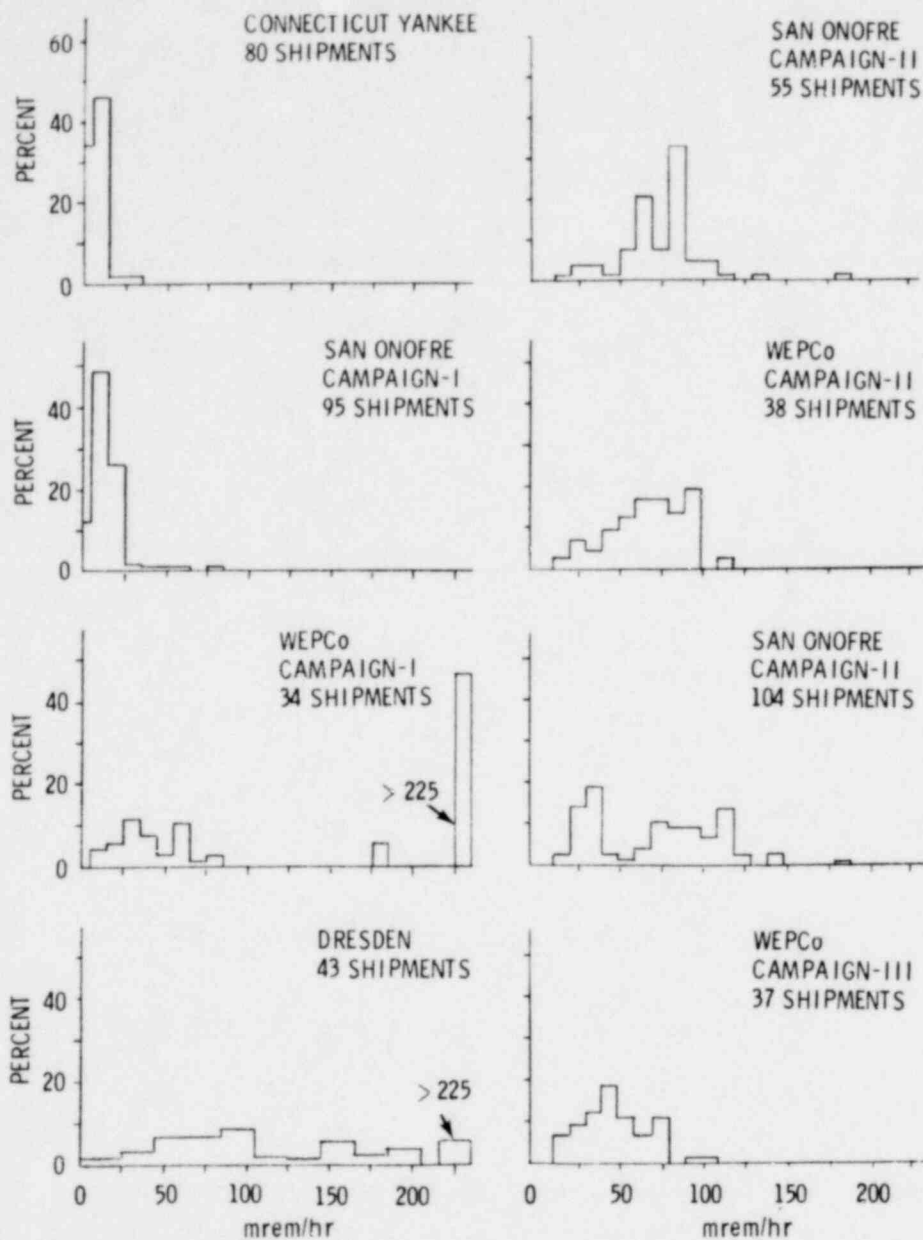 CONNECTICUT YANKEE
80 SHIPMENTS
PERCENT
60
40
20
0
SAN ONOFRE
CAMPAIGN-II
55 SHIPMENTS
SAN ONOFRE
CAMPAIGN-I
95 SHIPMENTS
PERCENT
40
20
0
WEPCo
CAMPAIGN-II
38 SHIPMENTS
WEPCo
CAMPAIGN-I
34 SHIPMENTS
PERCENT
40
20
0
> 225
SAN ONOFRE
CAMPAIGN-II
104 SHIPMENTS
DRESDEN
43 SHIPMENTS
PERCENT
40
20
0
> 225
0 50 100 150 200
mrem/hr
WEPCo
CAMPAIGN-III
37 SHIPMENTS
0 50 100 150 200
mrem/hr